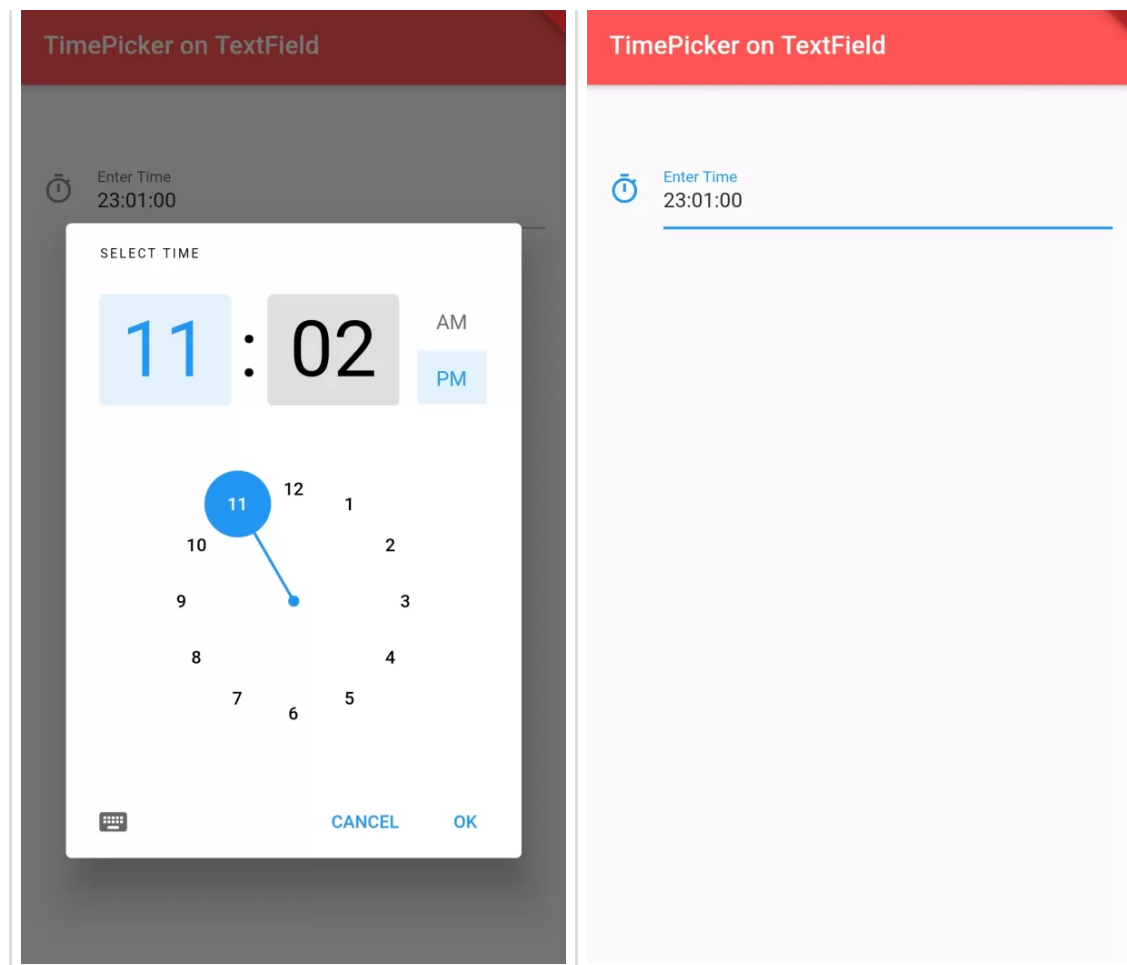 TimePicker on TextField
Enter Time
23:01:00
SELECT TIME
11 : 02
AM
PM
12
11
1
10
2
9
3
8
4
7
5
6
CANCEL OK
TimePicker on TextField
Enter Time
23:01:00